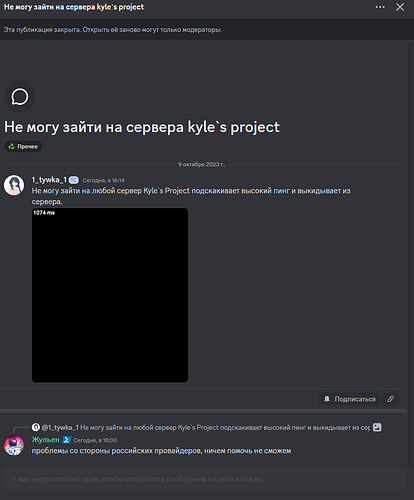 Не могу зайти на сервера kyle`s project
Эта публикация закрыта. Открыть её заново могут только модераторы.
Не могу зайти на сервера kyle`s project
Прочее
9 октября 2023 г.
1_tywka_1 Сегодня, в 16:14
Не могу зайти на любой сервер Kyle`s Project подскакивает высокий пинг и выкидывает из
сервера.
1074 ms
Подписаться
@1_tywka_1 Не могу зайти на любой сервер Kyle`s Project подскакивает высокий пинг и выкидывает из сер
Жульен Сегодня, в 18:00
проблемы со стороны российских провайдеров, ничем помочь не сможем
У вас недостаточно прав, чтобы отправлять сообщения на этом канале.